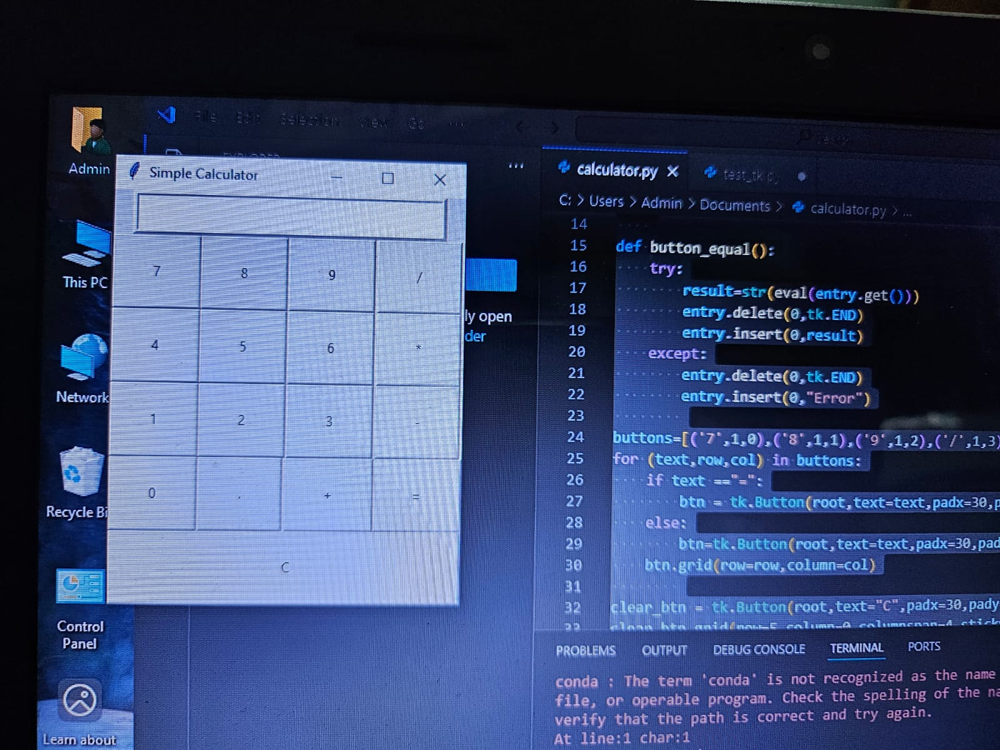 Admin
This PC
Network
Recycle Bi
Control
Panel
Learn about
File Edit Selection View Go ...
Simple Calculator
7 8 9 /
4 5 6 *
1 2 3 -
0 . + =
C
...
ly open
der
calculator.py
test_tk.py
C: > Users > Admin > Documents > calculator.py > ...
14
15 def button_equal():
16 try:
17 result=str(eval(entry.get()))
18 entry.delete(0,tk.END)
19 entry.insert(0,result)
20 except:
21 entry.delete(0,tk.END)
22 entry.insert(0,"Error")
23
24 buttons=[('7',1,0),('8',1,1),('9',1,2),('/',1,3)
25 for (text,row,col) in buttons:
26 if text =="=":
27 btn = tk.Button(root,text=text,padx=30,p
28 else:
29 btn=tk.Button(root,text=text,padx=30,pad
30 btn.grid(row=row,column=col)
31
32 clear_btn = tk.Button(root,text="C",padx=30,pady
PROBLEMS OUTPUT DEBUG CONSOLE TERMINAL PORTS
conda : The term 'conda' is not recognized as the name
file, or operable program. Check the spelling of the na
verify that the path is correct and try again.
At line:1 char:1